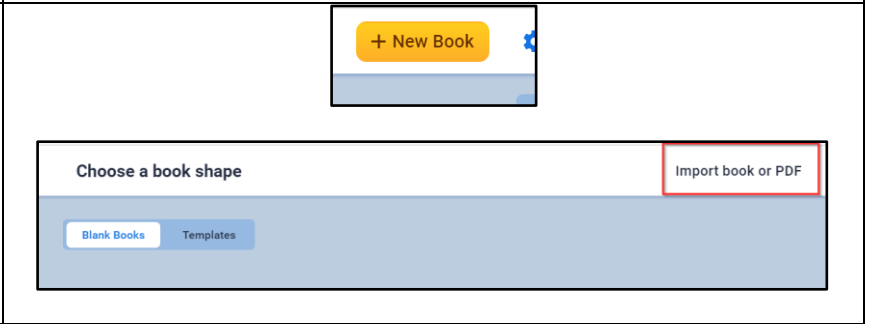 + New Book
Choose a book shape
Import book or PDF
Blank Books
Templates